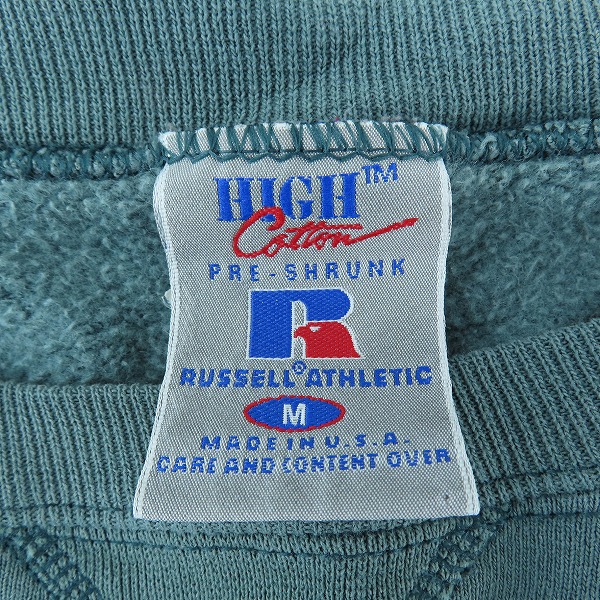 HIGH™
Cotton
PRE-SHRUNK
R
RUSSELL® ATHLETIC
M
MADE IN U.S.A.
CARE AND CONTENT OVER